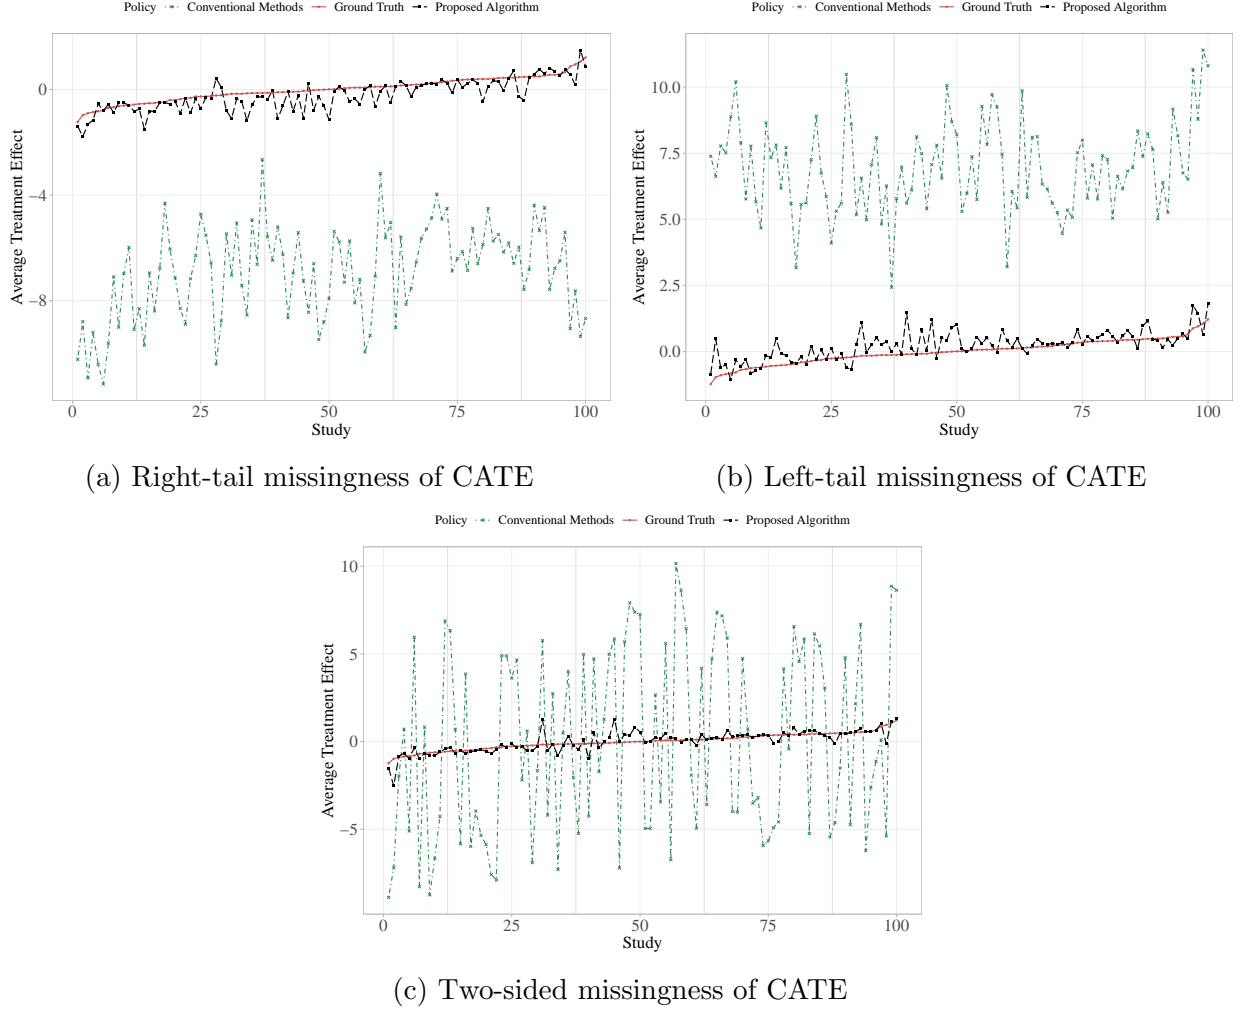 Policy Conventional Methods Ground Truth Proposed Algorithm
Average Treatment Effect
0
−4
−8
0 25 50 75 100
Study
(a) Right-tail missingness of CATE
Policy Conventional Methods Ground Truth Proposed Algorithm
Average Treatment Effect
10.0
7.5
5.0
2.5
0.0
0 25 50 75 100
Study
(b) Left-tail missingness of CATE
Policy Conventional Methods Ground Truth Proposed Algorithm
Average Treatment Effect
10
5
0
−5
0 25 50 75 100
Study
(c) Two-sided missingness of CATE